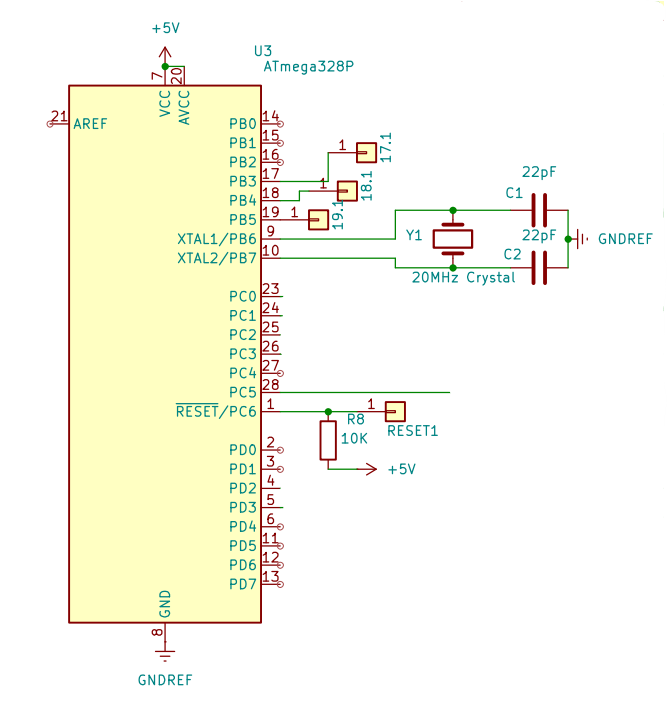 +5V
U3
ATmega328P
7
20
VCC
AVCC
21
AREF
PB0
14
PB1
15
PB2
16
PB3
17
1
17.1
PB4
18
1
18.1
PB5
19
1
19.1
XTAL1/PB6
9
XTAL2/PB7
10
22pF
C1
Y1
22pF
C2
GNDREF
20MHz Crystal
PC0
23
PC1
24
PC2
25
PC3
26
PC4
27
PC5
28
RESET/PC6
1
1
RESET1
R8
10K
+5V
PD0
2
PD1
3
PD2
4
PD3
5
PD4
6
PD5
11
PD6
12
PD7
13
GND
8
GNDREF